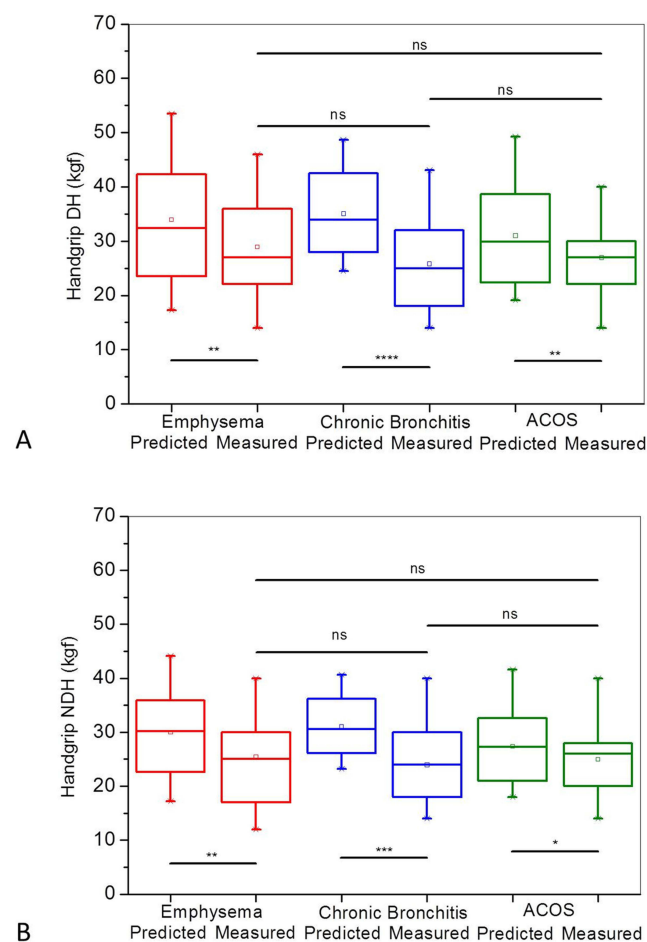 70
60
50
40
30
20
10
0
Handgrip DH (kgf)
ns
ns
ns
**
****
**
Emphysema Chronic Bronchitis ACOS
Predicted Measured Predicted Measured Predicted Measured
A
70
60
50
40
30
20
10
0
Handgrip NDH (kgf)
ns
ns
ns
**
***
*
Emphysema Chronic Bronchitis ACOS
Predicted Measured Predicted Measured Predicted Measured
B